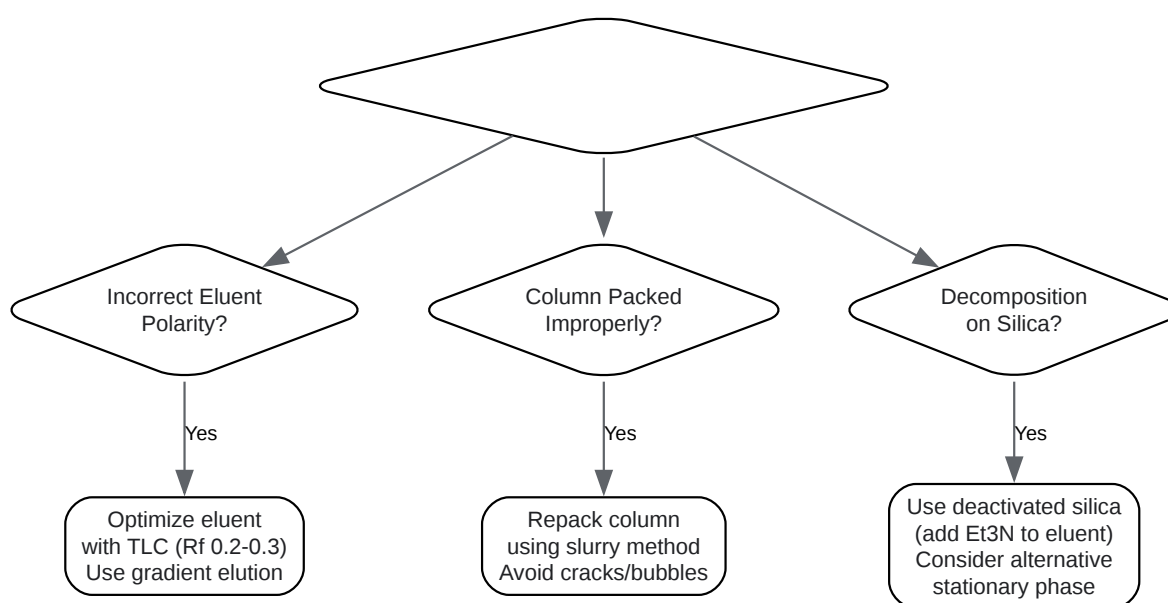 Incorrect Eluent
Polarity?
Column Packed
Improperly?
Decomposition
on Silica?
Yes
Yes
Yes
Optimize eluent
with TLC (Rf 0.2-0.3)
Use gradient elution
Repack column
using slurry method
Avoid cracks/bubbles
Use deactivated silica
(add Et3N to eluent)
Consider alternative
stationary phase